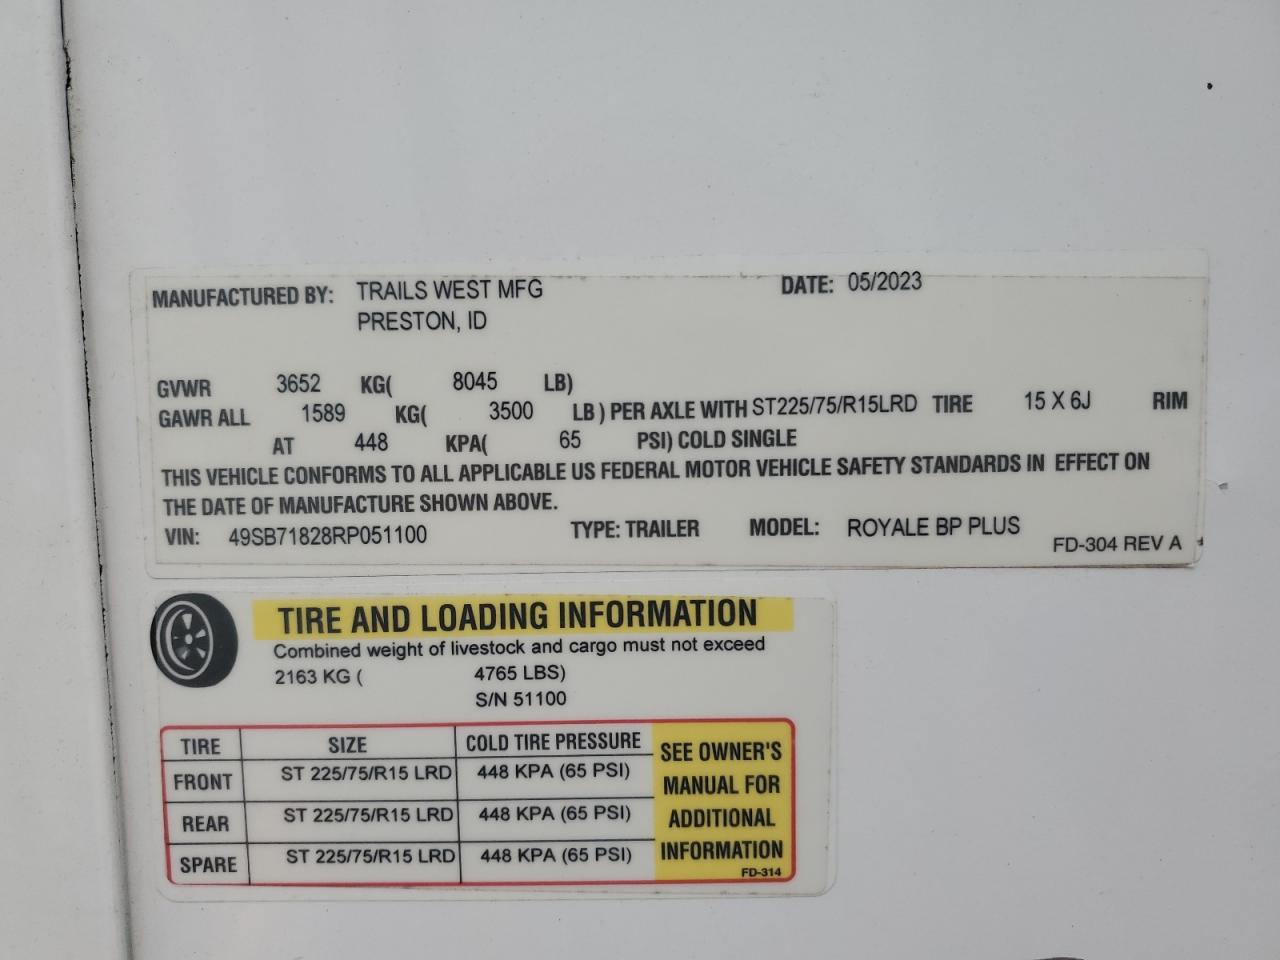 MANUFACTURED BY: TRAILS WEST MFG DATE: 05/2023
PRESTON, ID
GVWR 3652 KG( 8045 LB)
GAWR ALL 1589 KG( 3500 LB ) PER AXLE WITH ST225/75/R15LRD TIRE 15 X 6J RIM
AT 448 KPA( 65 PSI) COLD SINGLE
THIS VEHICLE CONFORMS TO ALL APPLICABLE US FEDERAL MOTOR VEHICLE SAFETY STANDARDS IN EFFECT ON
THE DATE OF MANUFACTURE SHOWN ABOVE.
VIN: 49SB71828RP051100 TYPE: TRAILER MODEL: ROYALE BP PLUS
FD-304 REV A
TIRE AND LOADING INFORMATION
Combined weight of livestock and cargo must not exceed
2163 KG ( 4765 LBS)
S/N 51100
TIRE SIZE COLD TIRE PRESSURE
FRONT ST 225/75/R15 LRD 448 KPA (65 PSI)
REAR ST 225/75/R15 LRD 448 KPA (65 PSI)
SPARE ST 225/75/R15 LRD 448 KPA (65 PSI)
SEE OWNER'S
MANUAL FOR
ADDITIONAL
INFORMATION
FD-314